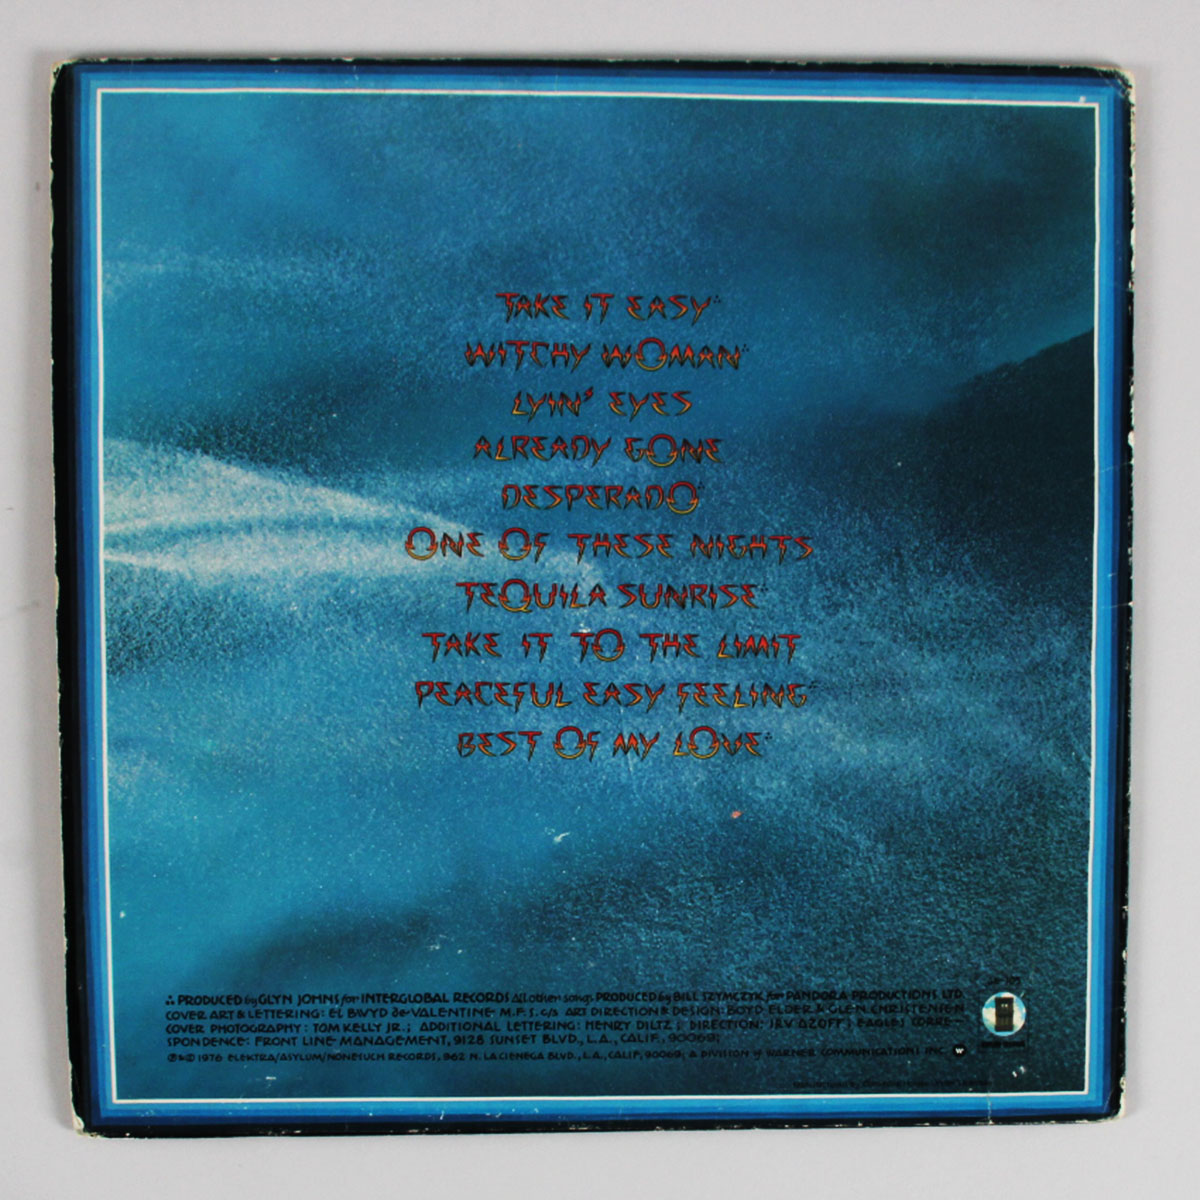 TAKE IT EASY∴
WITCHY WOMAN∴
LYIN' EYES
ALREADY GONE
DESPERADO∴
ONE OF THESE NIGHTS
TEQUILA SUNRISE∴
TAKE IT TO THE LIMIT
PEACEFUL EASY FEELING∴
BEST OF MY LOVE∴
∴ PRODUCED by GLYN JOHNS for INTERGLOBAL RECORDS All other songs PRODUCED by BILL SZYMCZYK for PANDORA PRODUCTIONS LTD.
COVER ART & LETTERING: EL BWYD de VALENTINE M.F.S. c/s ART DIRECTION & DESIGN: BOYD ELDER & GLEN CHRISTENSEN
COVER PHOTOGRAPHY: TOM KELLY JR.; ADDITIONAL LETTERING: HENRY DILTZ; DIRECTION: IRV AZOFF; EAGLES CORRE-
SPONDENCE: FRONT LINE MANAGEMENT, 9128 SUNSET BLVD., L.A., CALIF., 90069;
℗&© 1976 ELEKTRA/ASYLUM/NONESUCH RECORDS, 962 N. LA CIENEGA BLVD., L.A., CALIF. 90069; A DIVISION of WARNER COMMUNICATIONS INC. W